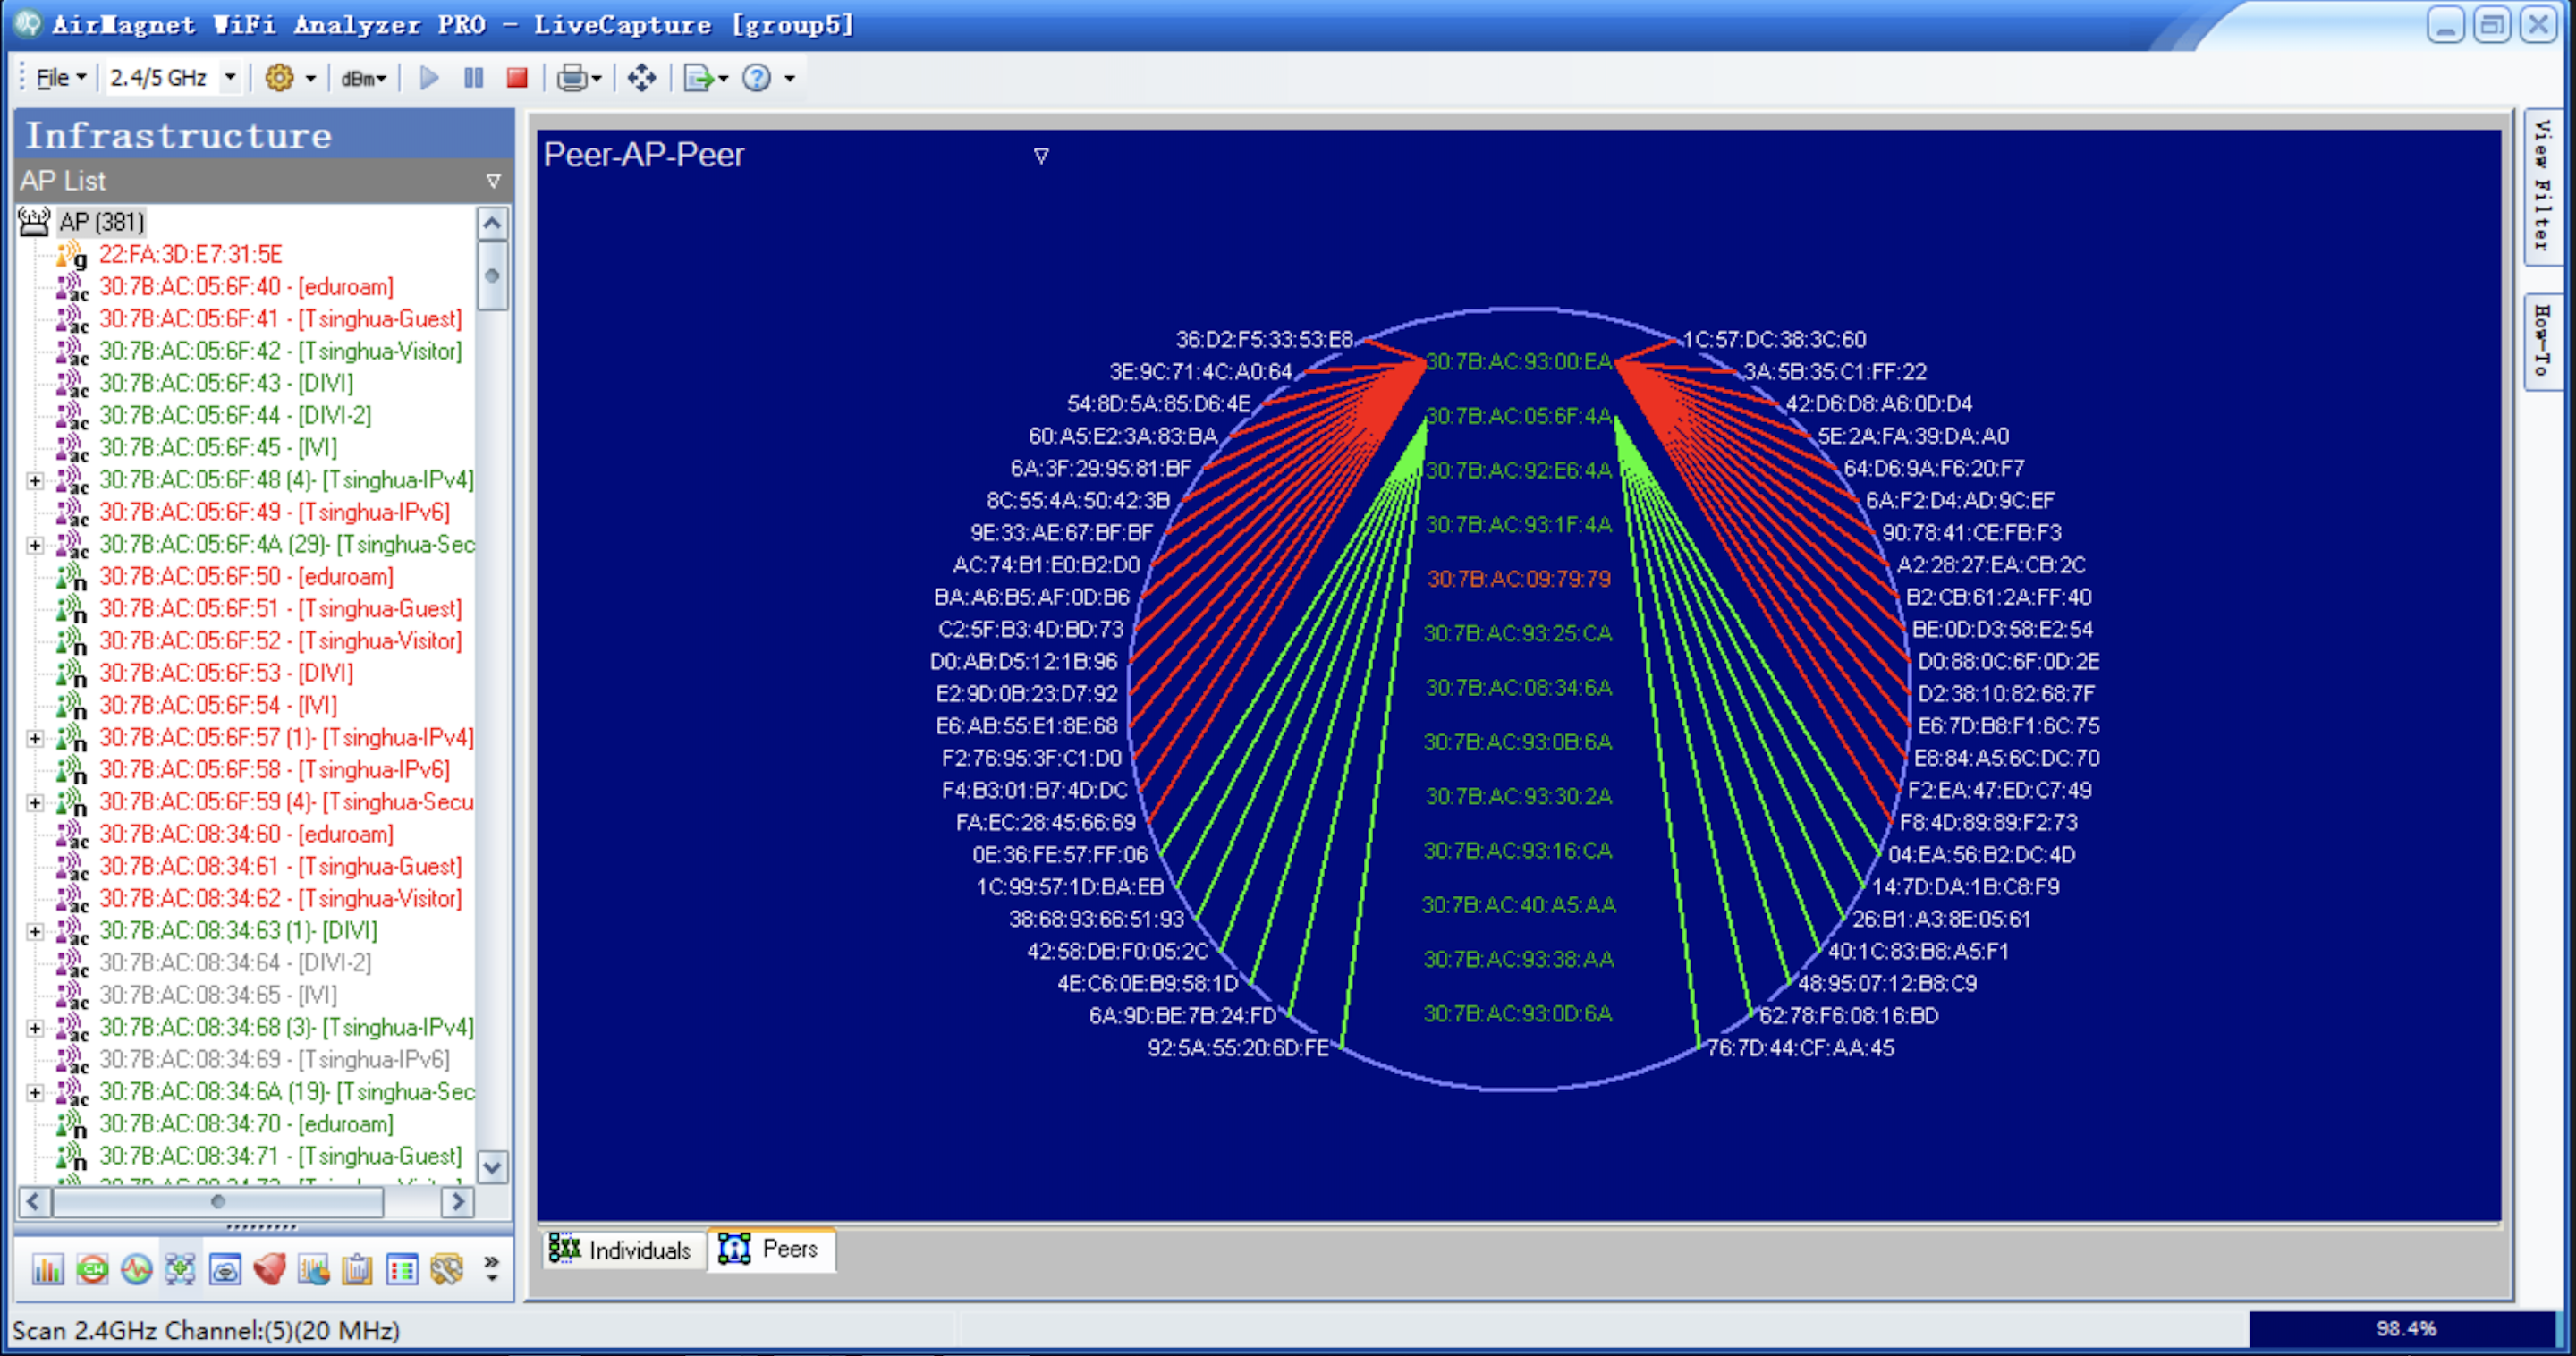 AirMagnet WiFi Analyzer PRO - LiveCapture [group5]
File 2.4/5 GHz dBm
Infrastructure
AP List
AP (381)
22:FA:3D:E7:31:5E
30:7B:AC:05:6F:40 - [eduroam]
30:7B:AC:05:6F:41 - [Tsinghua-Guest]
30:7B:AC:05:6F:42 - [Tsinghua-Visitor]
30:7B:AC:05:6F:43 - [DIVI]
30:7B:AC:05:6F:44 - [DIVI-2]
30:7B:AC:05:6F:45 - [IVI]
30:7B:AC:05:6F:48 (4)- [Tsinghua-IPv4]
30:7B:AC:05:6F:49 - [Tsinghua-IPv6]
30:7B:AC:05:6F:4A (29)- [Tsinghua-Sec
30:7B:AC:05:6F:50 - [eduroam]
30:7B:AC:05:6F:51 - [Tsinghua-Guest]
30:7B:AC:05:6F:52 - [Tsinghua-Visitor]
30:7B:AC:05:6F:53 - [DIVI]
30:7B:AC:05:6F:54 - [IVI]
30:7B:AC:05:6F:57 (1)- [Tsinghua-IPv4]
30:7B:AC:05:6F:58 - [Tsinghua-IPv6]
30:7B:AC:05:6F:59 (4)- [Tsinghua-Secu
30:7B:AC:08:34:60 - [eduroam]
30:7B:AC:08:34:61 - [Tsinghua-Guest]
30:7B:AC:08:34:62 - [Tsinghua-Visitor]
30:7B:AC:08:34:63 (1)- [DIVI]
30:7B:AC:08:34:64 - [DIVI-2]
30:7B:AC:08:34:65 - [IVI]
30:7B:AC:08:34:68 (3)- [Tsinghua-IPv4]
30:7B:AC:08:34:69 - [Tsinghua-IPv6]
30:7B:AC:08:34:6A (19)- [Tsinghua-Sec
30:7B:AC:08:34:70 - [eduroam]
30:7B:AC:08:34:71 - [Tsinghua-Guest]
Peer-AP-Peer
36:D2:F5:33:53:E8
3E:9C:71:4C:A0:64
54:8D:5A:85:D6:4E
60:A5:E2:3A:83:BA
6A:3F:29:95:81:BF
8C:55:4A:50:42:3B
9E:33:AE:67:BF:BF
AC:74:B1:E0:B2:D0
BA:A6:B5:AF:0D:B6
C2:5F:B3:4D:BD:73
D0:AB:D5:12:1B:96
E2:9D:0B:23:D7:92
E6:AB:55:E1:8E:68
F2:76:95:3F:C1:D0
F4:B3:01:B7:4D:DC
FA:EC:28:45:66:69
0E:36:FE:57:FF:06
1C:99:57:1D:BA:EB
38:68:93:66:51:93
42:58:DB:F0:05:2C
4E:C6:0E:B9:58:1D
6A:9D:BE:7B:24:FD
92:5A:55:20:6D:FE
30:7B:AC:93:00:EA
30:7B:AC:05:6F:4A
30:7B:AC:92:E6:4A
30:7B:AC:93:1F:4A
30:7B:AC:09:79:79
30:7B:AC:93:25:CA
30:7B:AC:08:34:6A
30:7B:AC:93:0B:6A
30:7B:AC:93:30:2A
30:7B:AC:93:16:CA
30:7B:AC:40:A5:AA
30:7B:AC:93:38:AA
30:7B:AC:93:0D:6A
1C:57:DC:38:3C:60
3A:5B:35:C1:FF:22
42:D6:D8:A6:0D:D4
5E:2A:FA:39:DA:A0
64:D6:9A:F6:20:F7
6A:F2:D4:AD:9C:EF
90:78:41:CE:FB:F3
A2:28:27:EA:CB:2C
B2:CB:61:2A:FF:40
BE:0D:D3:58:E2:54
D0:88:0C:6F:0D:2E
D2:38:10:82:68:7F
E6:7D:B8:F1:6C:75
E8:84:A5:6C:DC:70
F2:EA:47:ED:C7:49
F8:4D:89:89:F2:73
04:EA:56:B2:DC:4D
14:7D:DA:1B:C8:F9
26:B1:A3:8E:05:61
40:1C:83:B8:A5:F1
48:95:07:12:B8:C9
62:78:F6:08:16:BD
76:7D:44:CF:AA:45
View Filter
How-To
Individuals
Peers
Scan 2.4GHz Channel:(5)(20 MHz)
98.4%